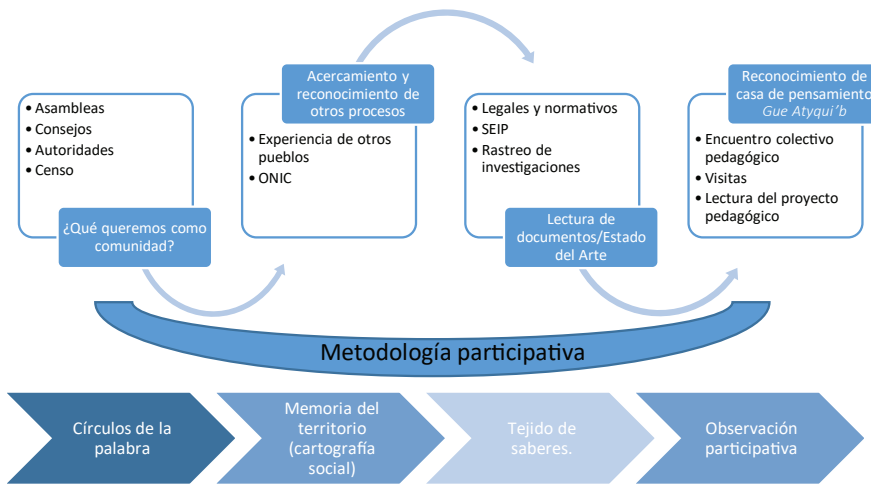 • Asambleas
• Consejos
• Autoridades
• Censo
¿Qué queremos como
comunidad?
Acercamiento y
reconocimiento de
otros procesos
• Experiencia de otros
pueblos
• ONIC
• Legales y normativos
• SEIP
• Rastreo de
investigaciones
Lectura de
documentos/Estado
del Arte
Reconocimiento de
casa de pensamiento
Gue Atyqui'b
• Encuentro colectivo
pedagógico
• Visitas
• Lectura del proyecto
pedagógico
Metodología participativa
Círculos de la
palabra
Memoria del
territorio
(cartografía
social)
Tejido de
saberes.
Observación
participativa